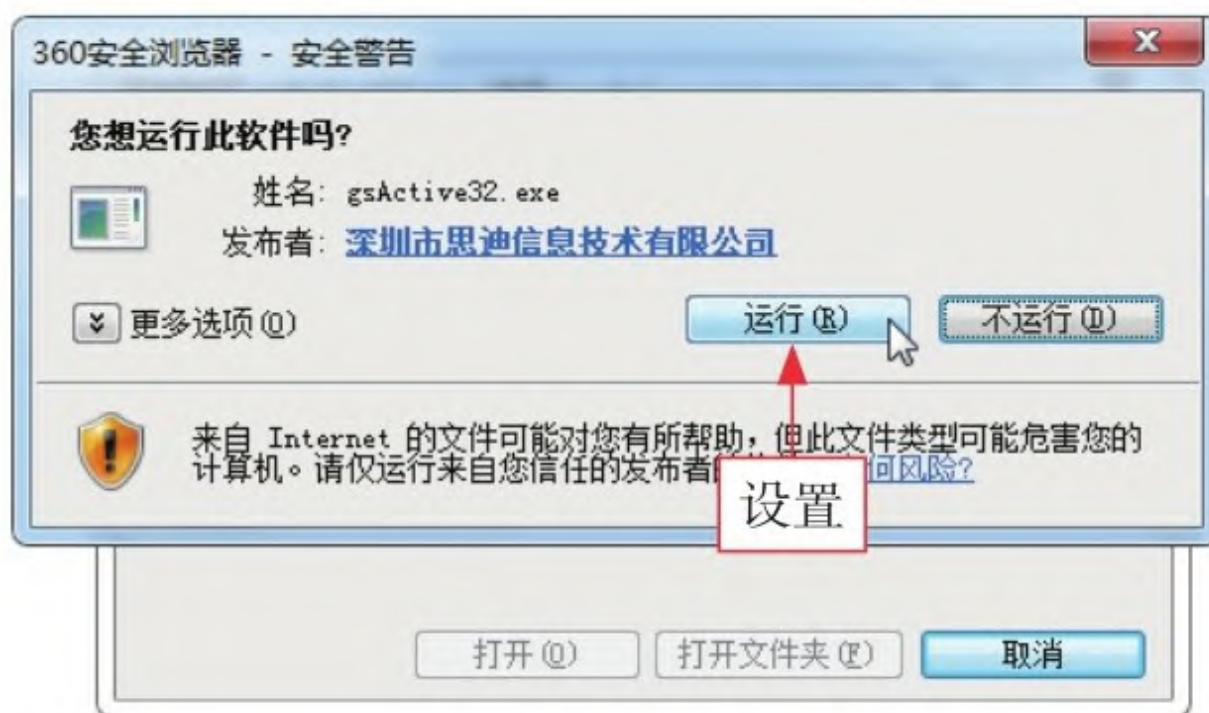 360安全浏览器 - 安全警告
您想运行此软件吗?
姓名: gsActive32.exe
发布者: 深圳市思迪信息技术有限公司
更多选项(O)
运行(R)
不运行(D)
来自 Internet 的文件可能对您有所帮助，但此文件类型可能危害您的
计算机。请仅运行来自您信任的发布者 何风险?
设置
打开(O)
打开文件夹(F)
取消